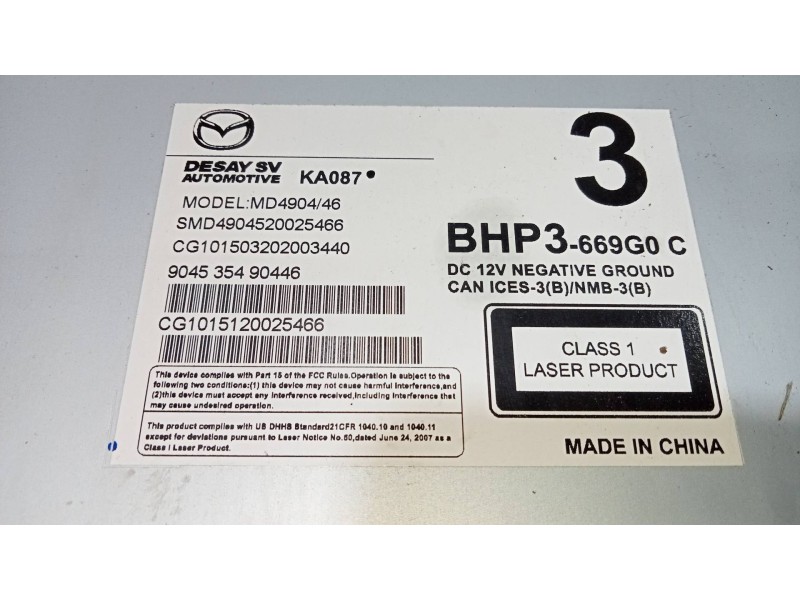 DESAY SV
AUTOMOTIVE KA087
MODEL:MD4904/46
SMD4904520025466
CG101503202003440
9045 354 90446
CG1015120025466
This device complies with Part 15 of the FCC Rules.Operation is subject to the
following two conditions:(1) this device may not cause harmful interference,and
(2)this device must accept any interference received,including interference that
may cause undesired operation.
This product complies with US DHHS Standard21CFR 1040.10 and 1040.11
except for deviations pursuant to Laser Notice No.50,dated June 24, 2007 as a
Class I Laser Product.
3
BHP3-669G0 C
DC 12V NEGATIVE GROUND
CAN ICES-3(B)/NMB-3(B)
CLASS 1
LASER PRODUCT
MADE IN CHINA